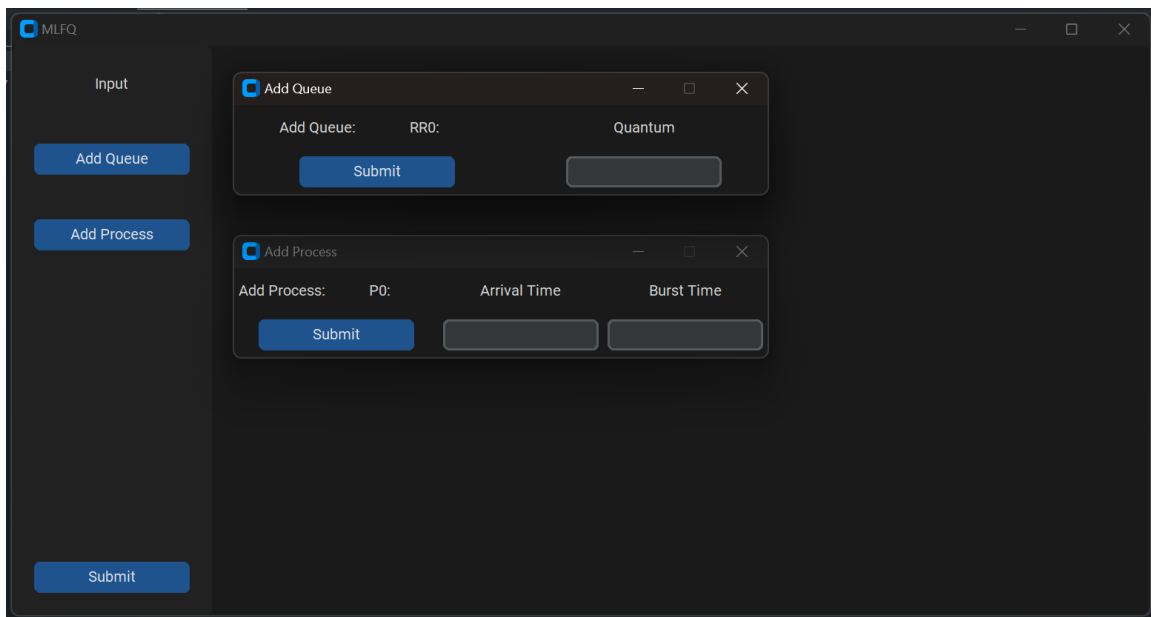 MLFQ
Input
Add Queue
Add Process
Submit
Add Queue
Add Queue: RR0: Quantum
Submit
Add Process
Add Process: P0: Arrival Time Burst Time
Submit